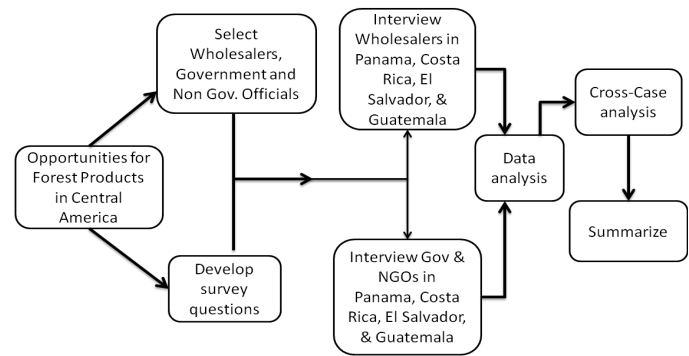 Select
Wholesalers,
Government and
Non Gov. Officials
Opportunities for
Forest Products
in Central
America
Develop
survey
questions
Interview
Wholesalers in
Panama, Costa
Rica, El
Salvador, &
Guatemala
Interview Gov &
NGOs in
Panama, Costa
Rica, El Salvador,
& Guatemala
Data
analysis
Cross-Case
analysis
Summarize